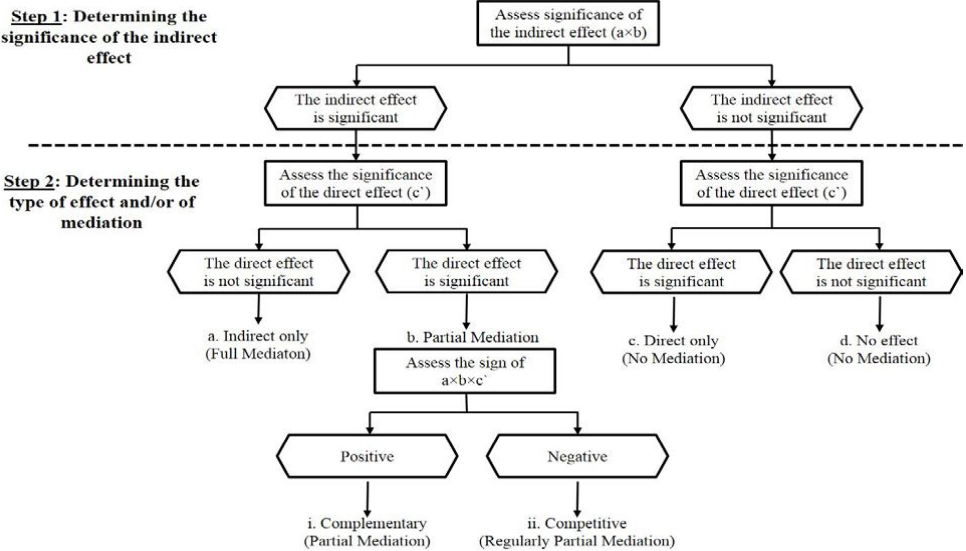 Step 1: Determining the
significance of the indirect
effect
Assess significance of
the indirect effect (a×b)
The indirect effect
is significant
The indirect effect
is not significant
Step 2: Determining the
type of effect and/or of
mediation
Assess the significance
of the direct effect (c`)
Assess the significance
of the direct effect (c`)
The direct effect
is not significant
The direct effect
is significant
The direct effect
is significant
The direct effect
is not significant
a. Indirect only
(Full Mediaton)
b. Partial Mediation
c. Direct only
(No Mediation)
d. No effect
(No Mediation)
Assess the sign of
a×b×c`
Positive
Negative
i. Complementary
(Partial Mediation)
ii. Competitive
(Regularly Partial Mediation)